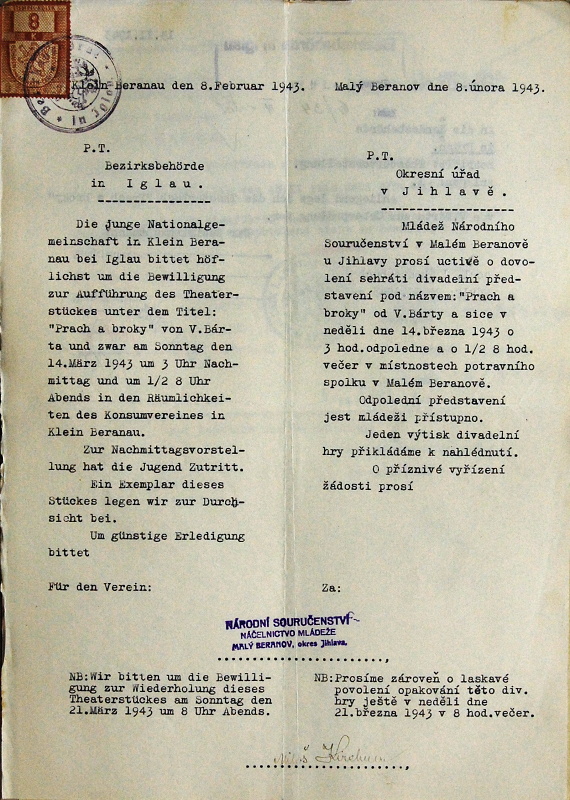 8
K
Klein Beranau den 8.Februar 1943.
Malý Beranov dne 8.února 1943.
P.T.
Bezirksbehörde
in Iglau.
Die Junge Nationalge-
meinschaft in Klein Bera-
nau bei Iglau bittet höf-
lichst um die Bewilligung
zur Aufführung des Theater-
stückes unter dem Titel:
"Prach a broky" von V.Bár-
ta und zwar am Sonntag den
14.März 1943 um 3 Uhr Nach-
mittag und um 1/2 8 Uhr
Abends in den Räumlichkei-
ten des Konsumvereines in
Klein Beranau.
Zur Nachmittagsvorstel-
lung hat die Jugend Zutritt.
Ein Exemplar dieses
Stückes legen wir zur Durch-
sicht bei.
Um günstige Erledigung
bittet
Für den Verein:
P.T.
Okresní úřad
v Jihlavě.
Mládež Národního
Souručenství v Malém Beranově
u Jihlavy prosí uctivě o dovo-
lení sehráti divadelní před-
stavení pod názvem:"Prach a
broky" od V.Bárty a sice v
neděli dne 14.března 1943 o
3 hod.odpoledne a o 1/2 8 hod.
večer v místnostech potravního
spolku v Malém Beranově.
Odpolední představení
jest mládeži přístupno.
Jeden výtisk divadelní
hry přikládáme k nahlédnutí.
O příznivé vyřízení
žádosti prosí
Za:
NÁRODNÍ SOURUČENSTVÍ
NÁČELNICTVO MLÁDEŽE
MALÝ BERANOV, okres Jihlava.
NB:Wir bitten um die Bewilli-
gung zur Wiederholung dieses
Theaterstückes am Sonntag den
21.März 1943 um 8 Uhr Abends.
NB:Prosíme zároveň o laskavé
povolení opakování této div.
hry ještě v neděli dne
21.března 1943 v 8 hod.večer.